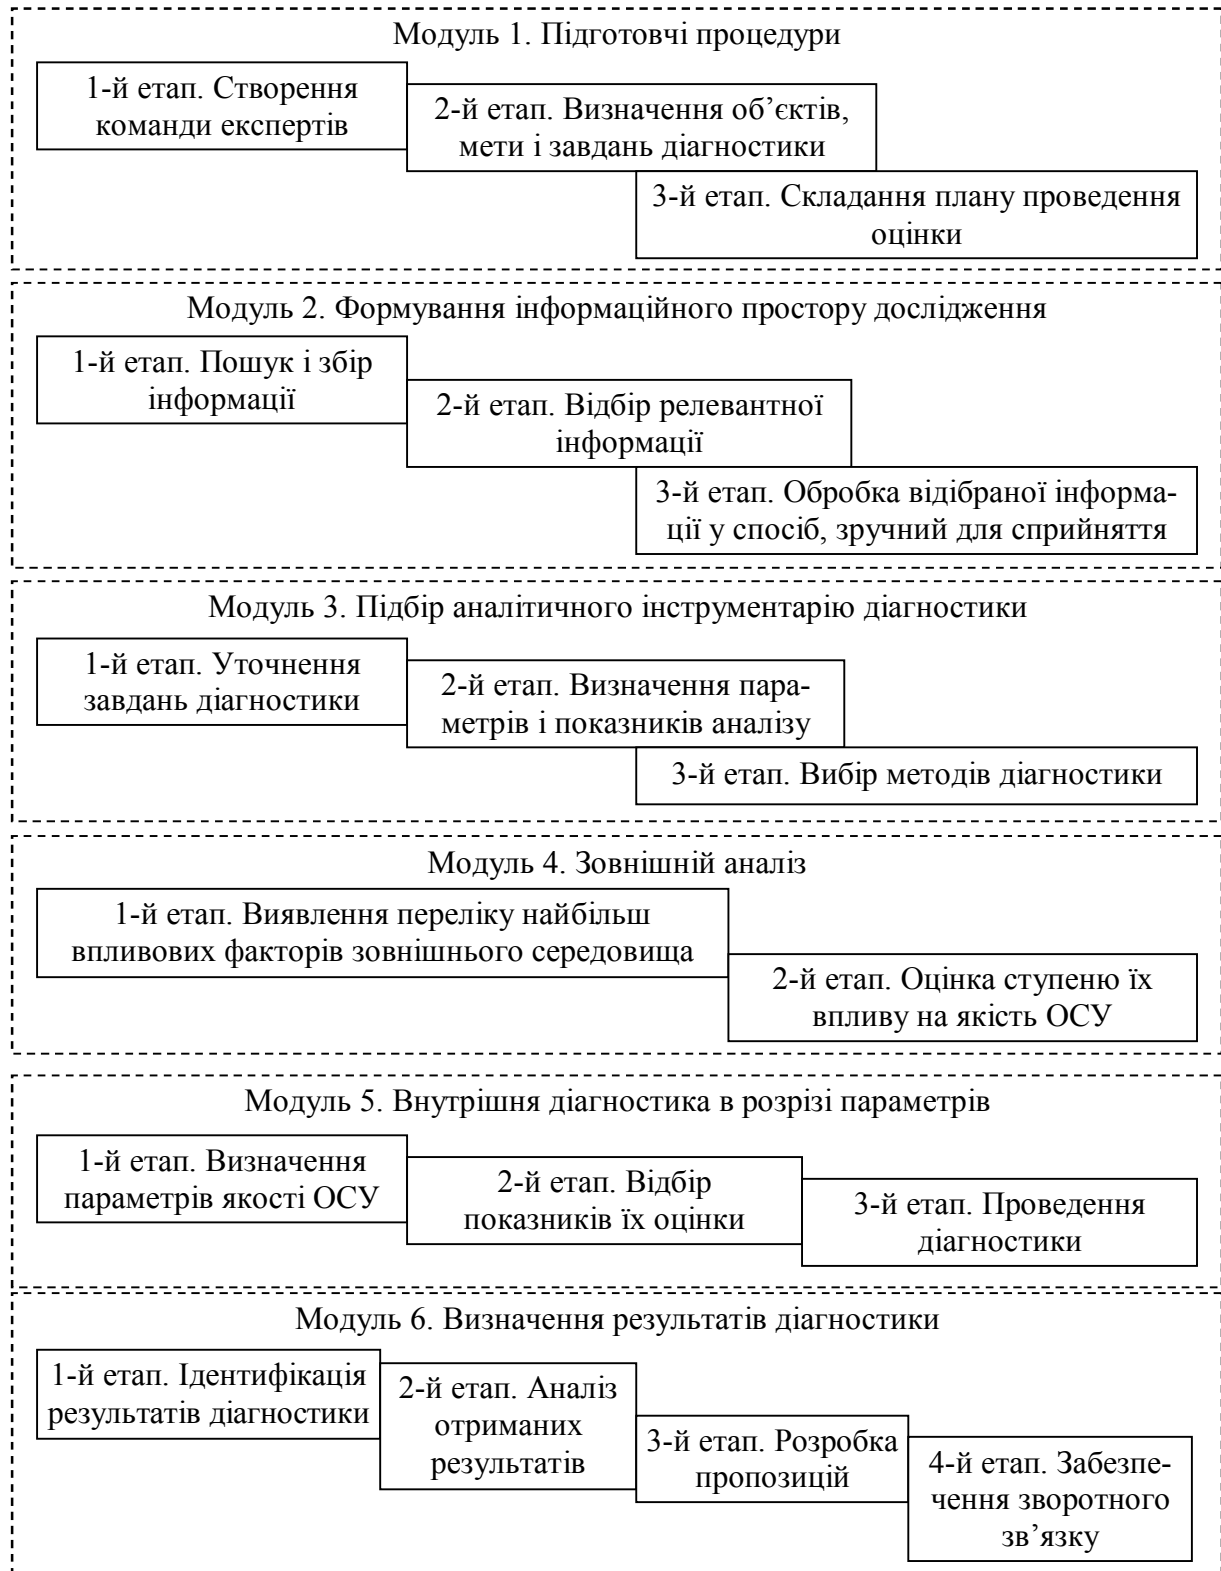 Модуль 1. Підготовчі процедури
1-й етап. Створення
команди експертів
2-й етап. Визначення об’єктів,
мети і завдань діагностики
3-й етап. Складання плану проведення
оцінки
Модуль 2. Формування інформаційного простору дослідження
1-й етап. Пошук і збір
інформації
2-й етап. Відбір релевантної
інформації
3-й етап. Обробка відібраної інформа-
ції у спосіб, зручний для сприйняття
Модуль 3. Підбір аналітичного інструментарію діагностики
1-й етап. Уточнення
завдань діагностики
2-й етап. Визначення пара-
метрів і показників аналізу
3-й етап. Вибір методів діагностики
Модуль 4. Зовнішній аналіз
1-й етап. Виявлення переліку найбільш
впливових факторів зовнішнього середовища
2-й етап. Оцінка ступеню їх
впливу на якість ОСУ
Модуль 5. Внутрішня діагностика в розрізі параметрів
1-й етап. Визначення
параметрів якості ОСУ
2-й етап. Відбір
показників їх оцінки
3-й етап. Проведення
діагностики
Модуль 6. Визначення результатів діагностики
1-й етап. Ідентифікація
результатів діагностики
2-й етап. Аналіз
отриманих
результатів
3-й етап. Розробка
пропозицій
4-й етап. Забезпе-
чення зворотного
зв’язку